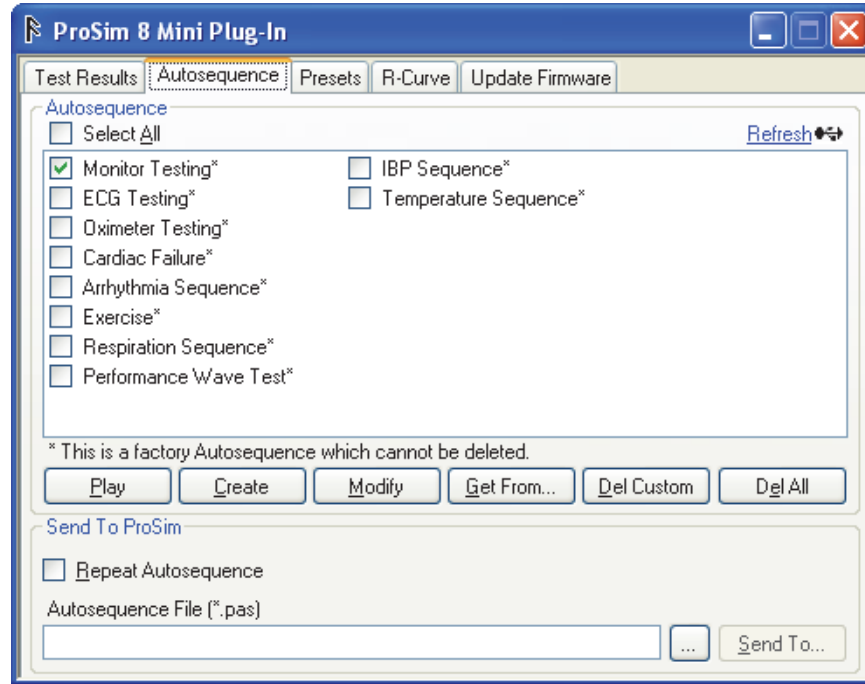 ProSim 8 Mini Plug-In
Test Results Autosequence Presets R-Curve Update Firmware
Autosequence
Select All Refresh
Monitor Testing* IBP Sequence*
ECG Testing* Temperature Sequence*
Oximeter Testing*
Cardiac Failure*
Arrhythmia Sequence*
Exercise*
Respiration Sequence*
Performance Wave Test*
* This is a factory Autosequence which cannot be deleted.
Play Create Modify Get From... Del Custom Del All
Send To ProSim
Repeat Autosequence
Autosequence File (*.pas)
... Send To...